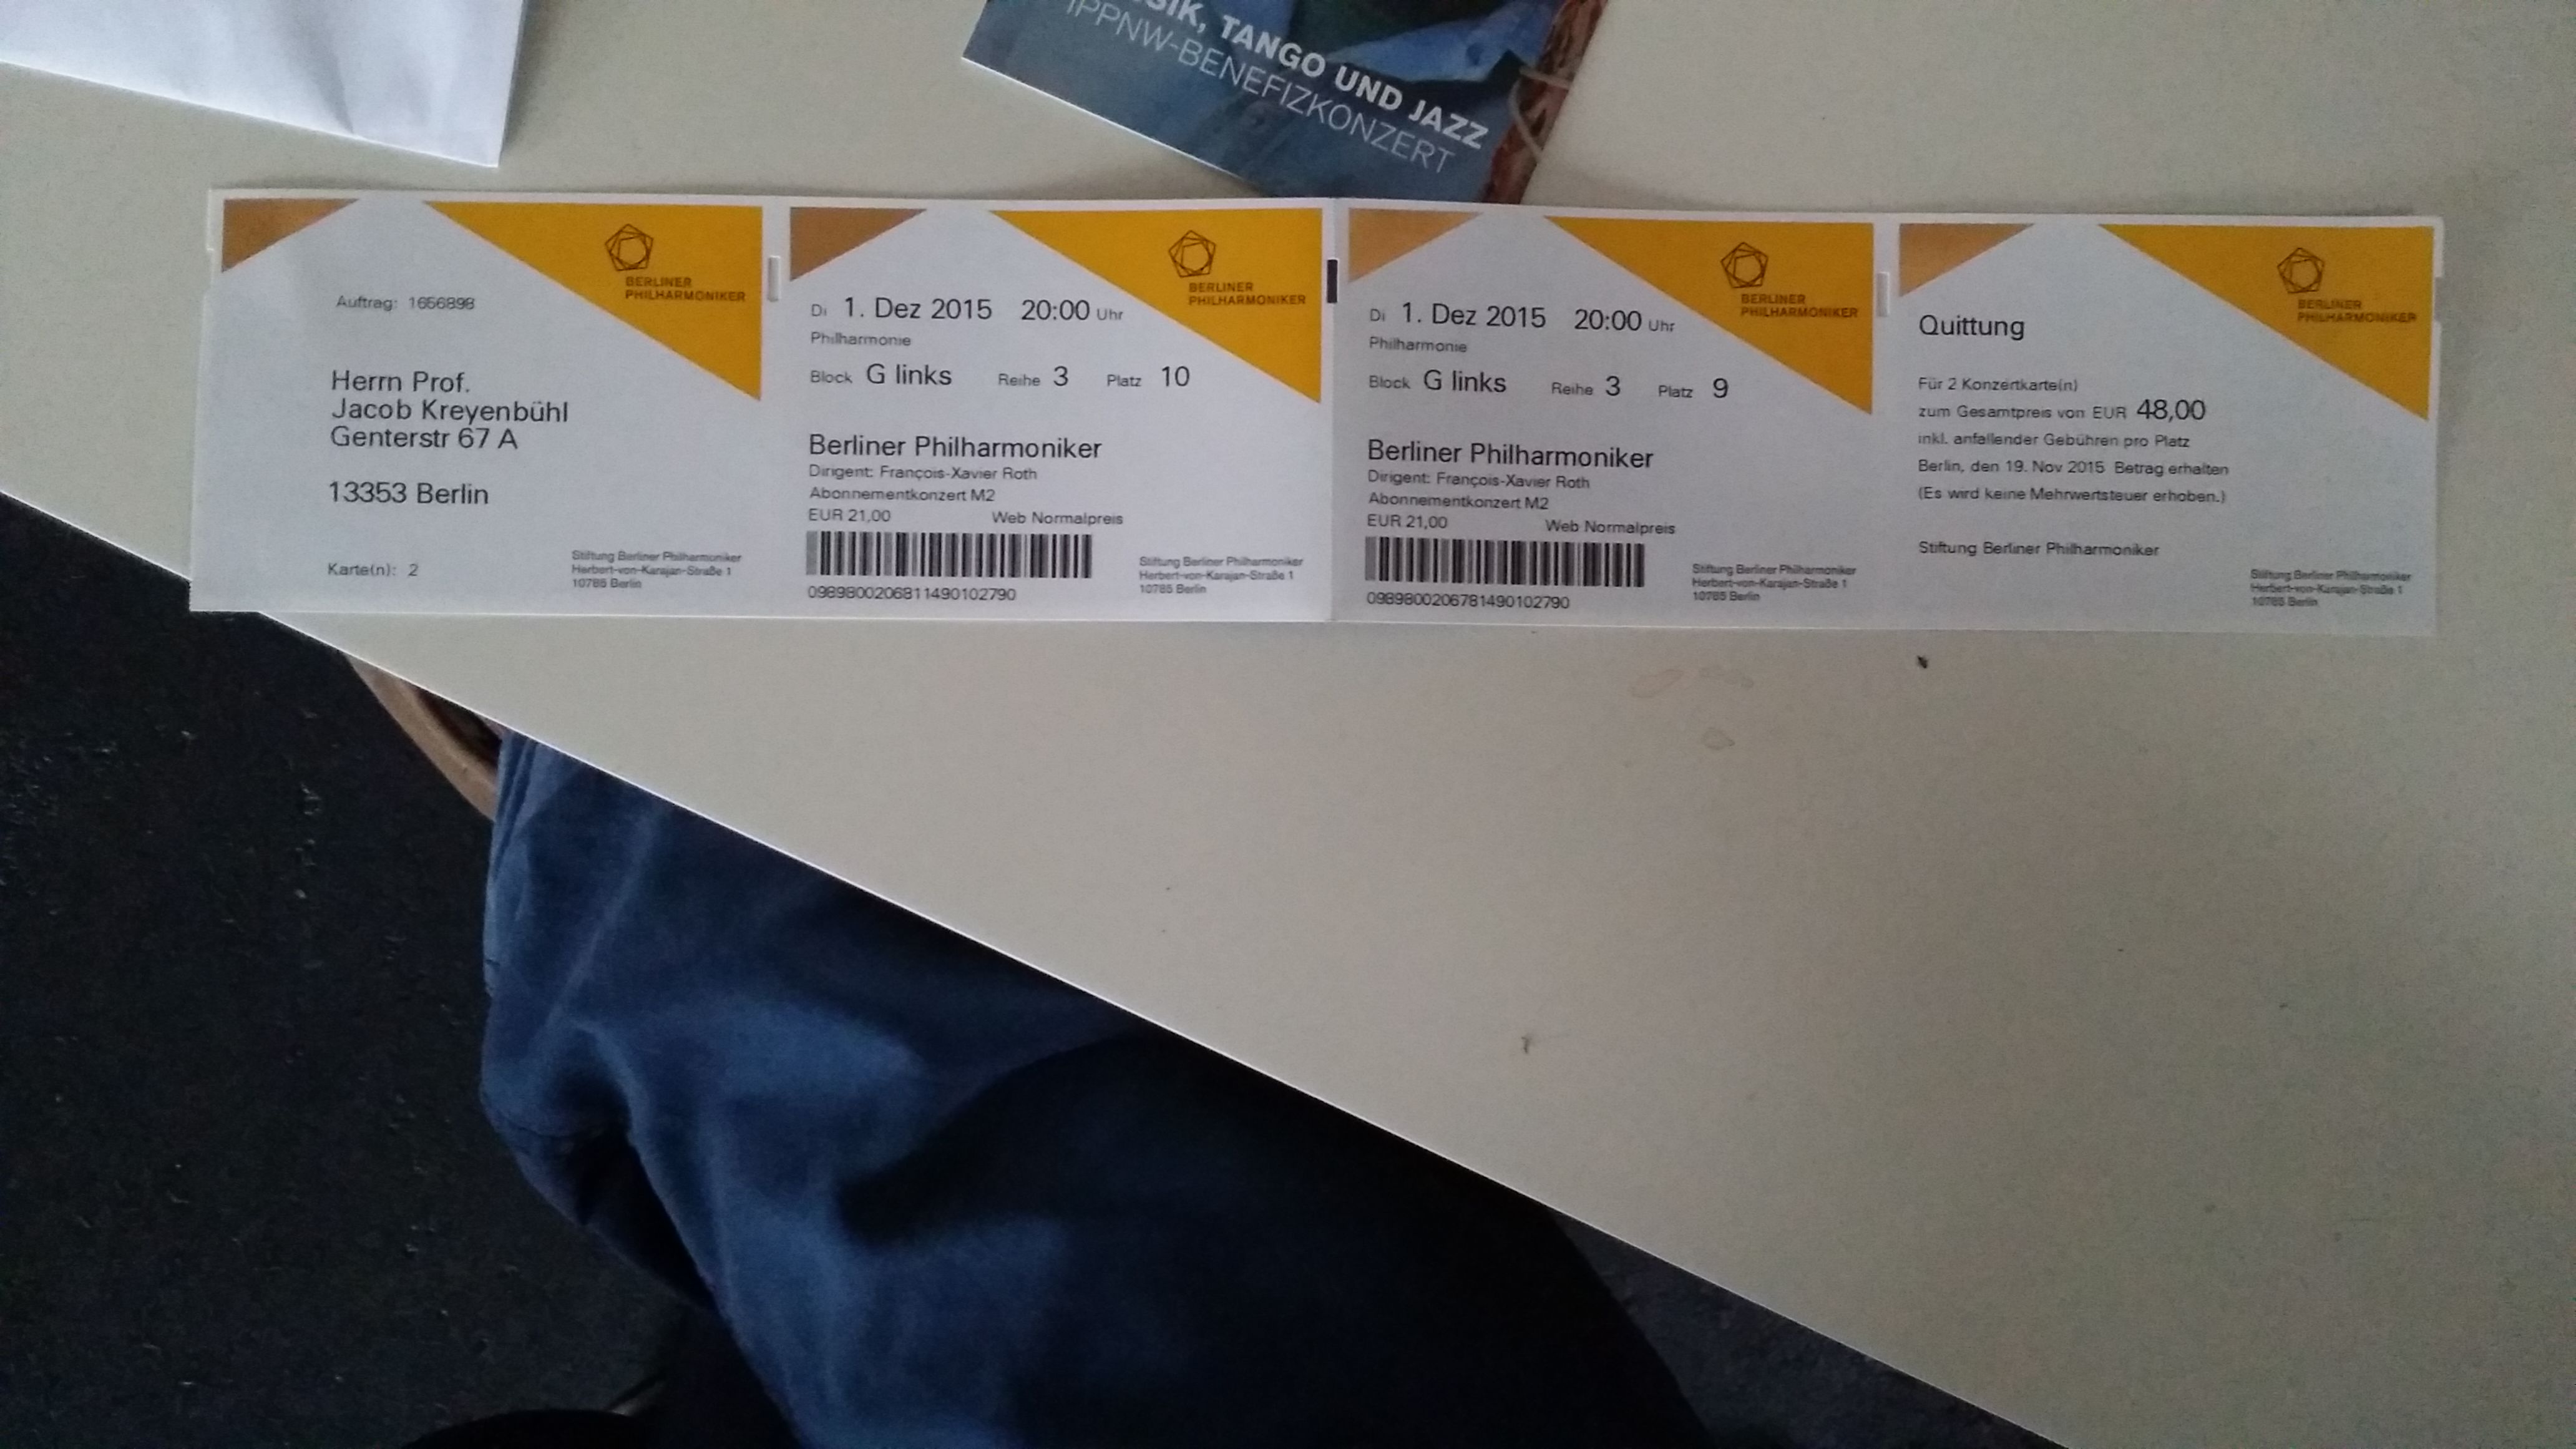 TANGO UND JAZZ
IPPNW-BENEFIZKONZERT
BERLINER
PHILHARMONIKER
Auftrag: 1656898
Herrn Prof.
Jacob Kreyenbühl
Genterstr 67 A
13353 Berlin
Karte(n): 2
Stiftung Berliner Philharmoniker
Herbert-von-Karajan-Straße 1
10785 Berlin
BERLINER
PHILHARMONIKER
Di 1. Dez 2015 20:00 Uhr
Philharmonie
Block G links Reihe 3 Platz 10
Berliner Philharmoniker
Dirigent: François-Xavier Roth
Abonnementkonzert M2
EUR 21,00 Web Normalpreis
0989800206811490102790
Stiftung Berliner Philharmoniker
Herbert-von-Karajan-Straße 1
10785 Berlin
BERLINER
PHILHARMONIKER
Di 1. Dez 2015 20:00 Uhr
Philharmonie
Block G links Reihe 3 Platz 9
Berliner Philharmoniker
Dirigent: François-Xavier Roth
Abonnementkonzert M2
EUR 21,00 Web Normalpreis
0989800206781490102790
Stiftung Berliner Philharmoniker
Herbert-von-Karajan-Straße 1
10785 Berlin
BERLINER
PHILHARMONIKER
Quittung
Für 2 Konzertkarte(n)
zum Gesamtpreis von EUR 48,00
inkl. anfallender Gebühren pro Platz
Berlin, den 19. Nov 2015 Betrag erhalten
(Es wird keine Mehrwertsteuer erhoben.)
Stiftung Berliner Philharmoniker
Stiftung Berliner Philharmoniker
Herbert-von-Karajan-Straße 1
10785 Berlin